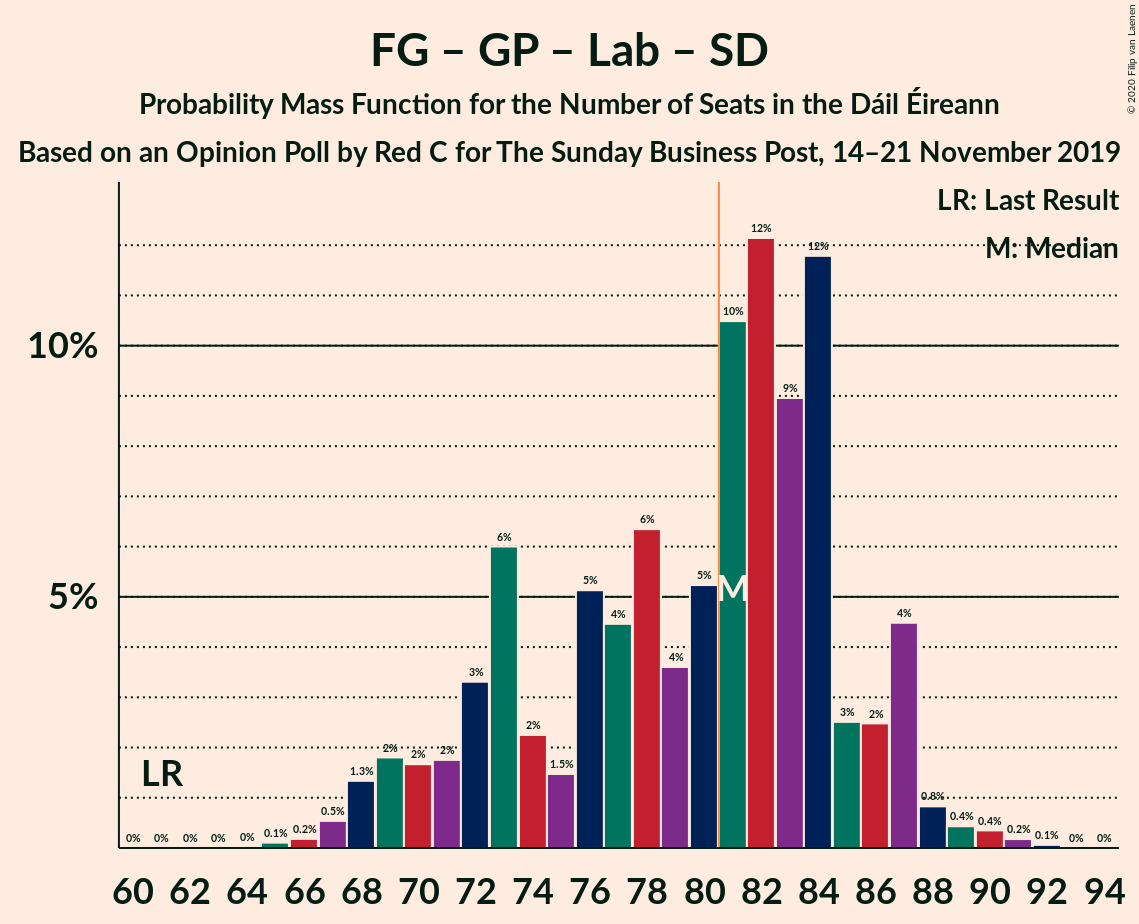 FG – GP – Lab – SD
Probability Mass Function for the Number of Seats in the Dáil Éireann
Based on an Opinion Poll by Red C for The Sunday Business Post, 14–21 November 2019
© 2020 Filip van Laenen
LR: Last Result
M: Median
10%
5%
LR
M
0% 0% 0% 0% 0% 0.1% 0.2% 0.5% 1.3% 2% 2% 2% 3% 6% 2% 1.5% 5% 4% 6% 4% 5% 10% 12% 9% 12% 3% 2% 4% 0.8% 0.4% 0.4% 0.2% 0.1% 0% 0%
60 62 64 66 68 70 72 74 76 78 80 82 84 86 88 90 92 94